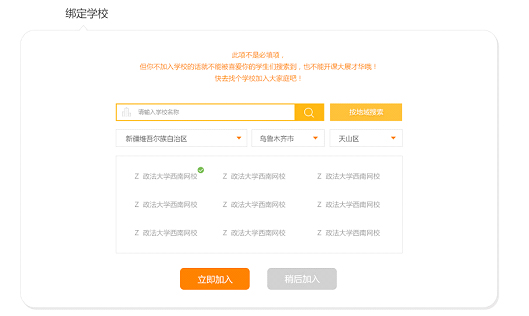 绑定学校
此项不是必填项，
但你不加入学校的话就不能被喜爱你的学生们搜索到，也不能开课大展才华哦！
快去找个学校加入大家庭吧！
请输入学校名称 按地域搜索
新疆维吾尔族自治区 乌鲁木齐市 天山区
Z 政法大学西南网校 Z 政法大学西南网校 Z 政法大学西南网校
Z 政法大学西南网校 Z 政法大学西南网校 Z 政法大学西南网校
Z 政法大学西南网校 Z 政法大学西南网校 Z 政法大学西南网校
立即加入 稍后加入